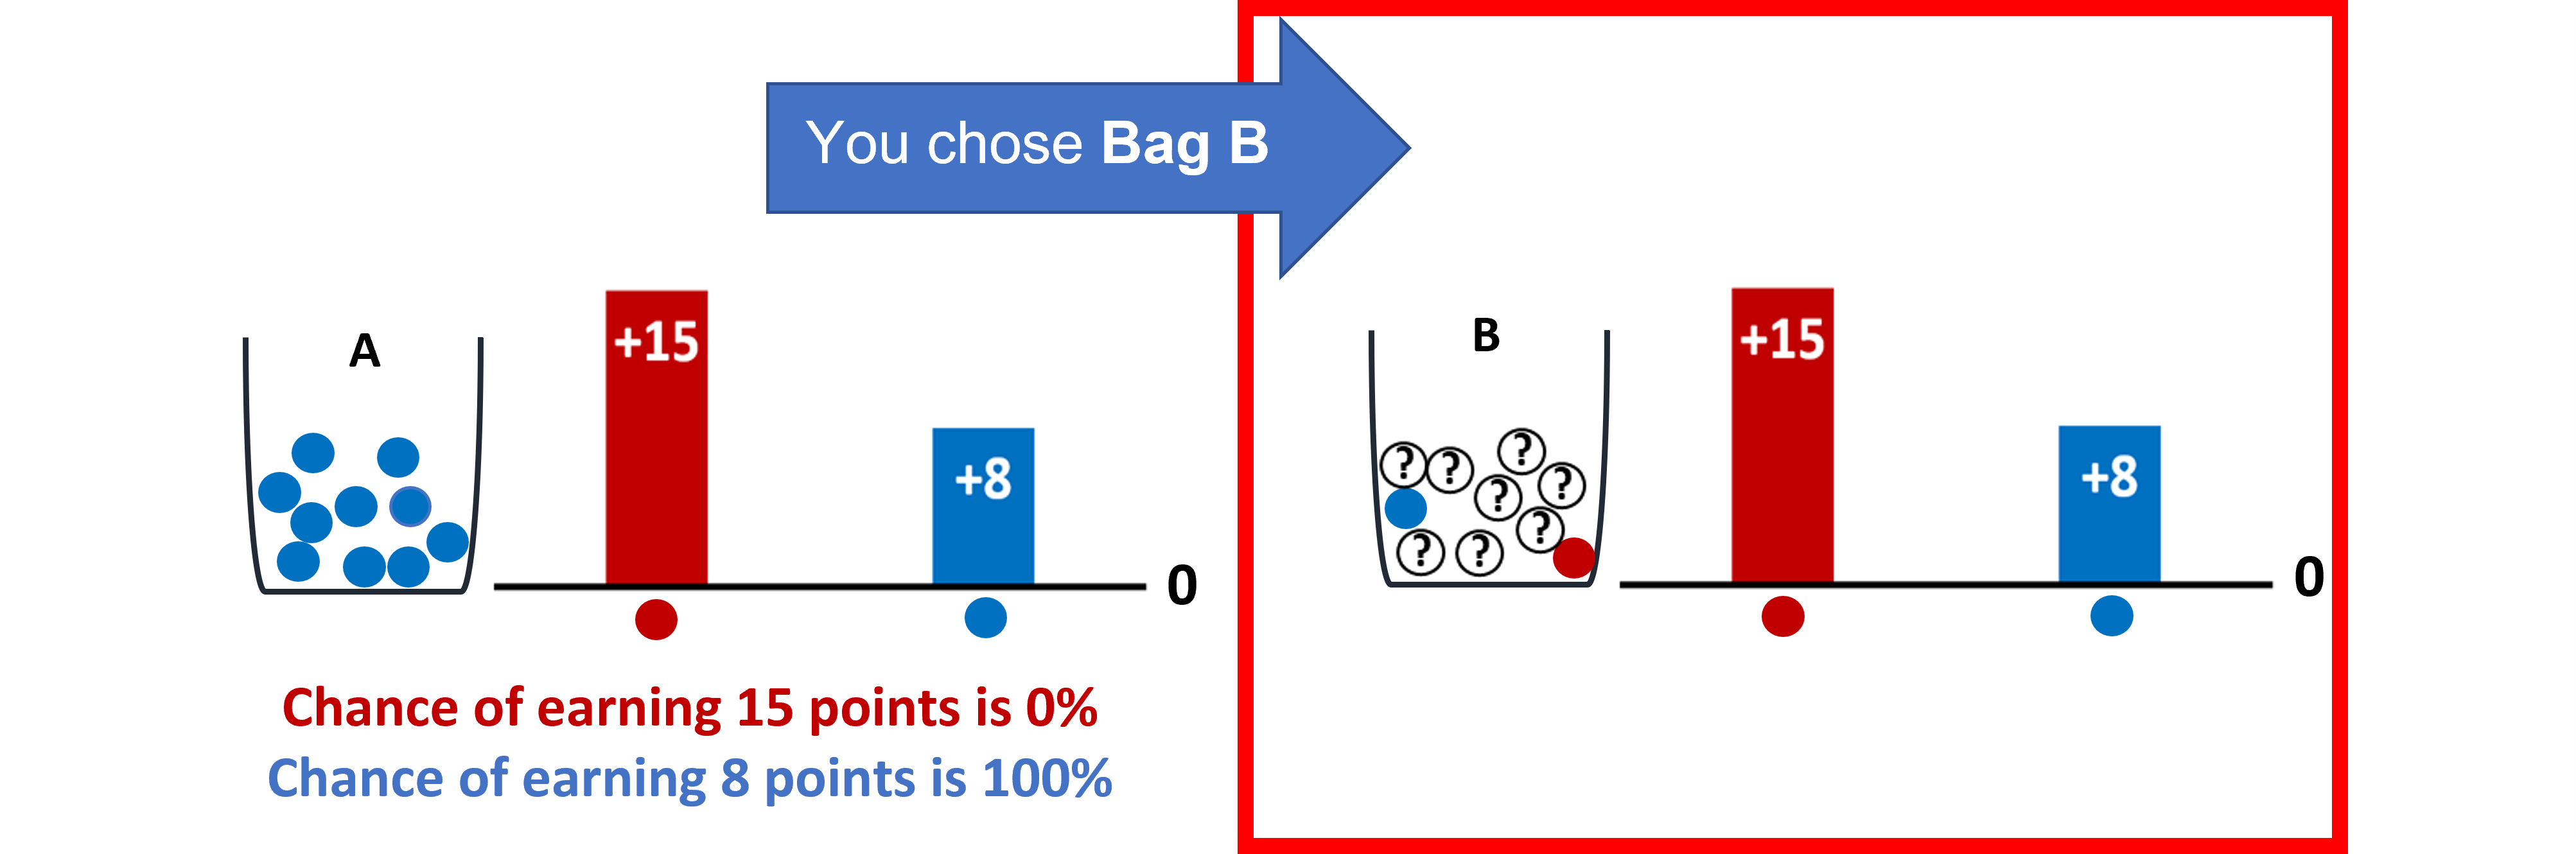 You chose Bag B
A
+15
+8
0
Chance of earning 15 points is 0%
Chance of earning 8 points is 100%
B
+15
+8
0
?
?
?
?
?
?
?
?